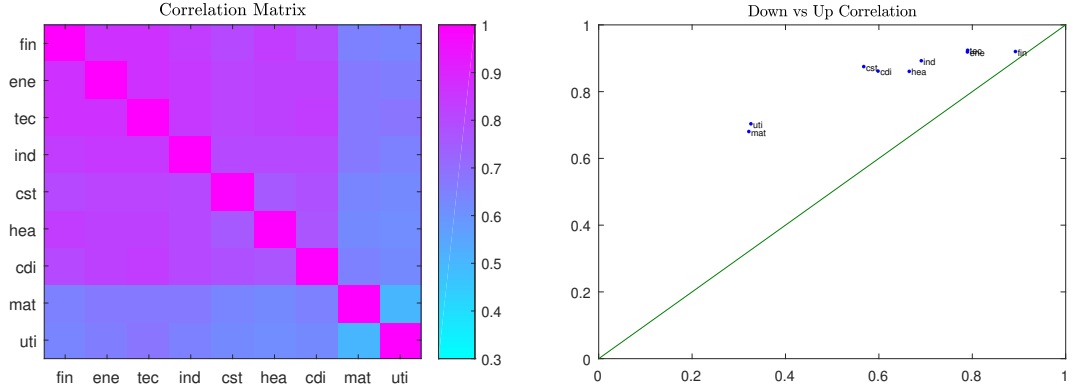 Correlation Matrix
fin
ene
tec
ind
cst
hea
cdi
mat
uti
fin ene tec ind cst hea cdi mat uti
1
0.9
0.8
0.7
0.6
0.5
0.4
0.3
Down vs Up Correlation
1
0.8
0.6
0.4
0.2
0
0 0.2 0.4 0.6 0.8 1
tec
ene
fin
ind
cst
cdi
hea
uti
mat